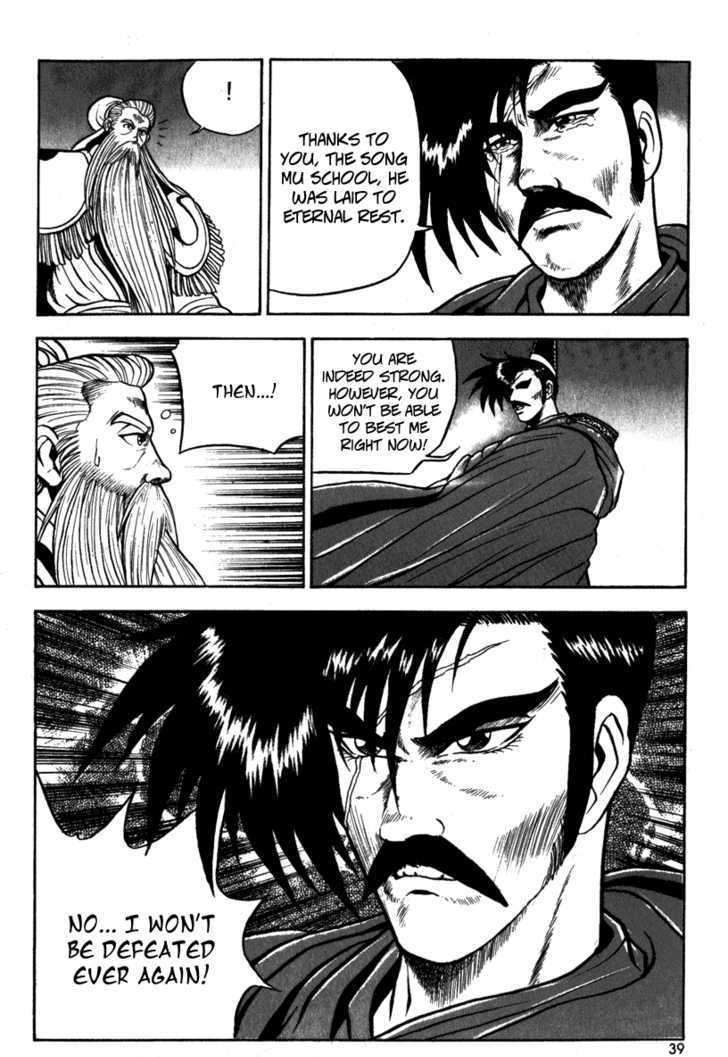 !
THANKS TO
YOU, THE SONG
MU SCHOOL, HE
WAS LAID TO
ETERNAL REST.
THEN...!
YOU ARE
INDEED STRONG.
HOWEVER, YOU
WON'T BE ABLE
TO BEST ME
RIGHT NOW!
NO... I WON'T
BE DEFEATED
EVER AGAIN!
39